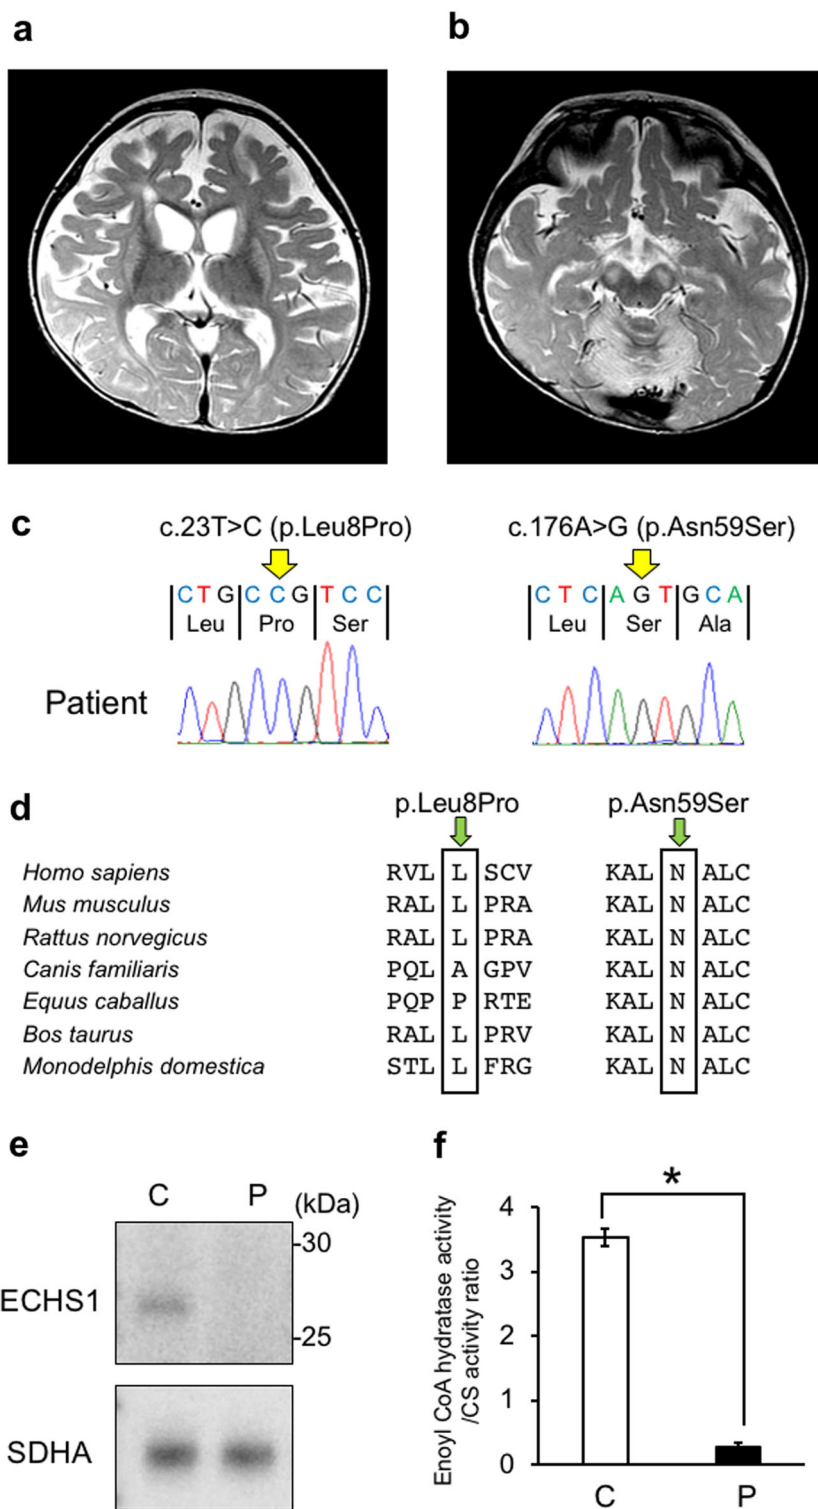 a
b
c
c.23T>C (p.Leu8Pro)
c.176A>G (p.Asn59Ser)
C T G C C G T C C
Leu Pro Ser
C T C A G T G C A
Leu Ser Ala
Patient
d
p.Leu8Pro
p.Asn59Ser
Homo sapiens RVL L SCV KAL N ALC
Mus musculus RAL L PRA KAL N ALC
Rattus norvegicus RAL L PRA KAL N ALC
Canis familiaris PQL A GPV KAL N ALC
Equus caballus PQP P RTE KAL N ALC
Bos taurus RAL L PRV KAL N ALC
Monodelphis domestica STL L FRG KAL N ALC
e
C P (kDa)
-30
ECHS1
-25
SDHA
f
*
Enoyl CoA hydratase activity
/CS activity ratio
4
3
2
1
0
C P